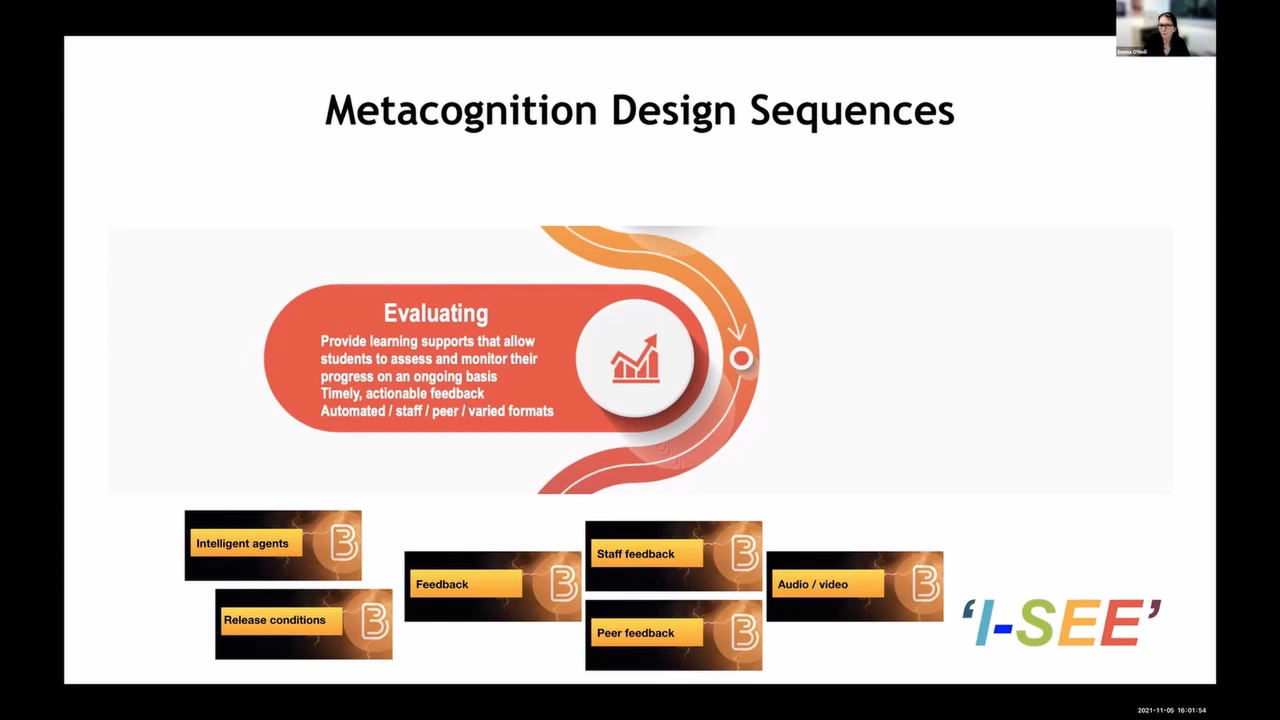 Emma O'Neill
Metacognition Design Sequences
Evaluating
Provide learning supports that allow
students to assess and monitor their
progress on an ongoing basis
Timely, actionable feedback
Automated / staff / peer / varied formats
Intelligent agents
Release conditions
Feedback
Staff feedback
Peer feedback
Audio / video
‘I-SEE’
2021-11-05 16:01:54